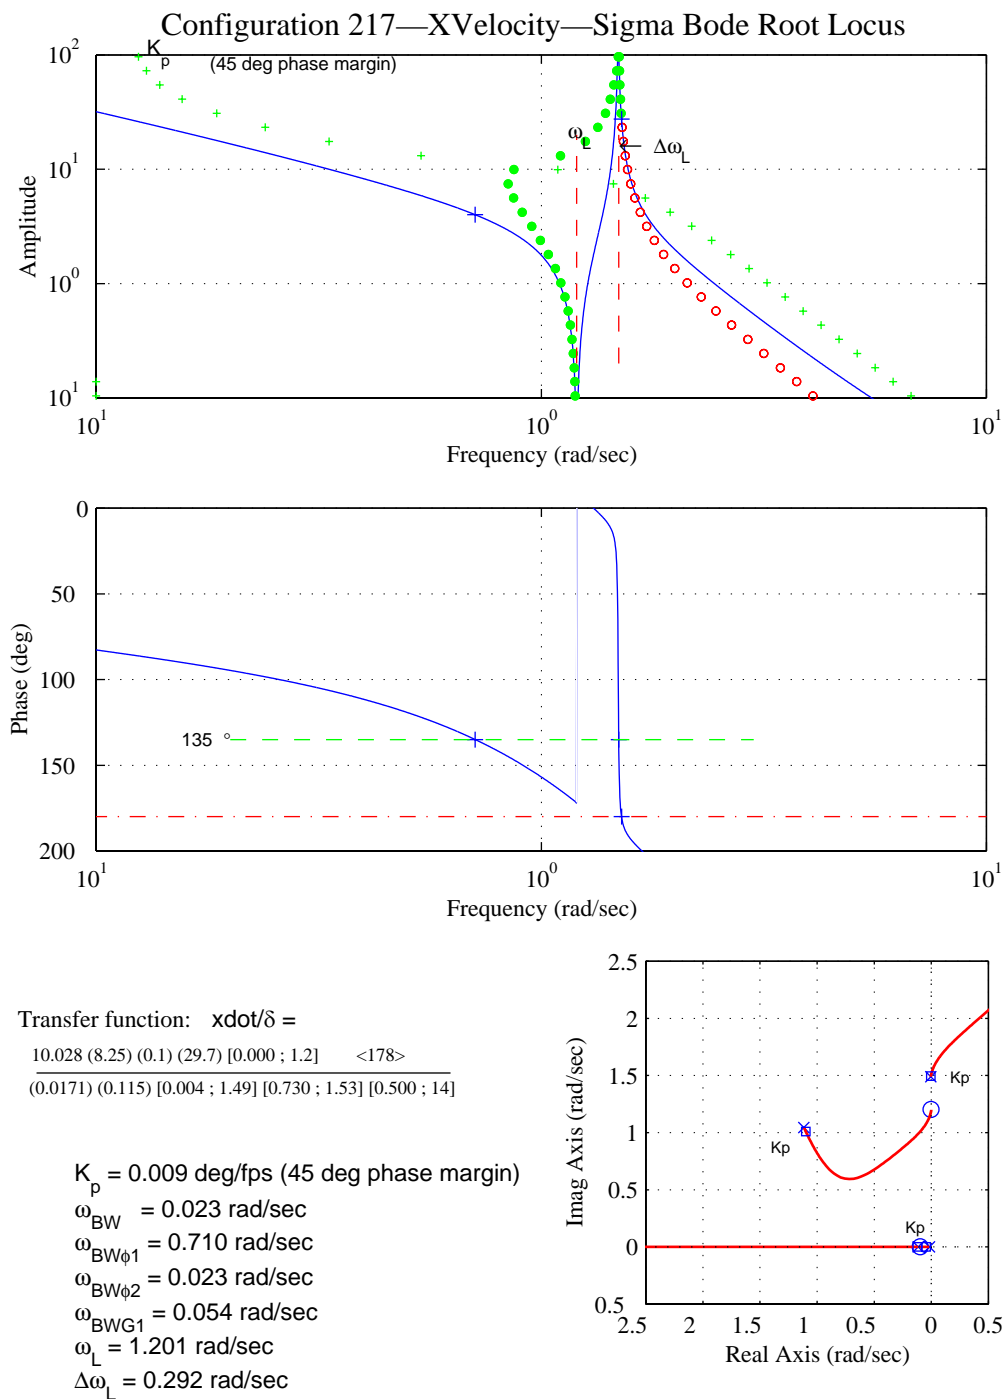 Configuration 217—XVelocity—Sigma Bode Root Locus
10^2
K_p (45 deg phase margin)
ω_L
Δω_L
10^1
10^0
10^1
Amplitude
10^1 10^0 10^1
Frequency (rad/sec)
0
50
100
135 °
150
200
Phase (deg)
10^1 10^0 10^1
Frequency (rad/sec)
Transfer function: xdot/δ =
10.028 (8.25) (0.1) (29.7) [0.000 ; 1.2] <178>
(0.0171) (0.115) [0.004 ; 1.49] [0.730 ; 1.53] [0.500 ; 14]
K_p = 0.009 deg/fps (45 deg phase margin)
ω_BW = 0.023 rad/sec
ω_BWφ1 = 0.710 rad/sec
ω_BWφ2 = 0.023 rad/sec
ω_BWG1 = 0.054 rad/sec
ω_L = 1.201 rad/sec
Δω_L = 0.292 rad/sec
2.5
2
1.5
1
0.5
0
0.5
Imag Axis (rad/sec)
Kp
Kp
Kp
2.5 2 1.5 1 0.5 0 0.5
Real Axis (rad/sec)